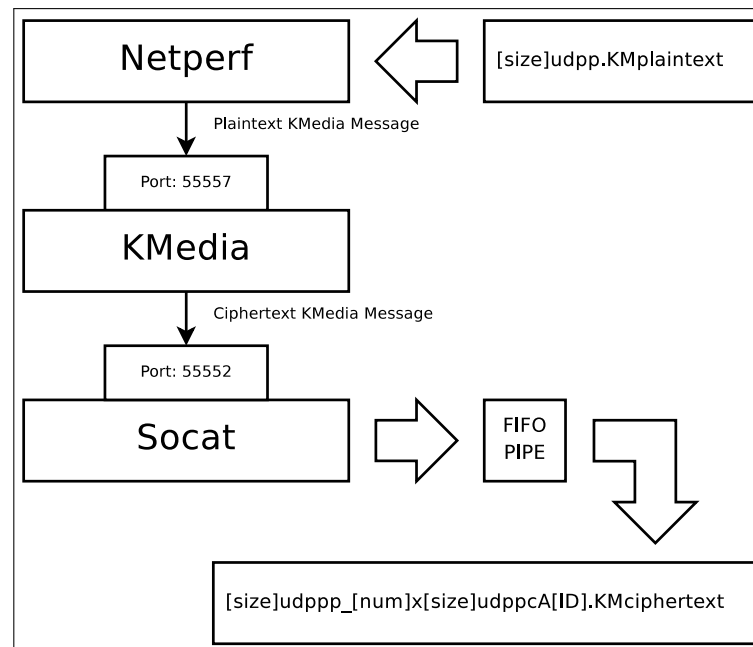 Netperf
[size]udpp.KMplaintext
Plaintext KMedia Message
Port: 55557
KMedia
Ciphertext KMedia Message
Port: 55552
Socat
FIFO
PIPE
[size]udppp_[num]x[size]udppcA[ID].KMciphertext